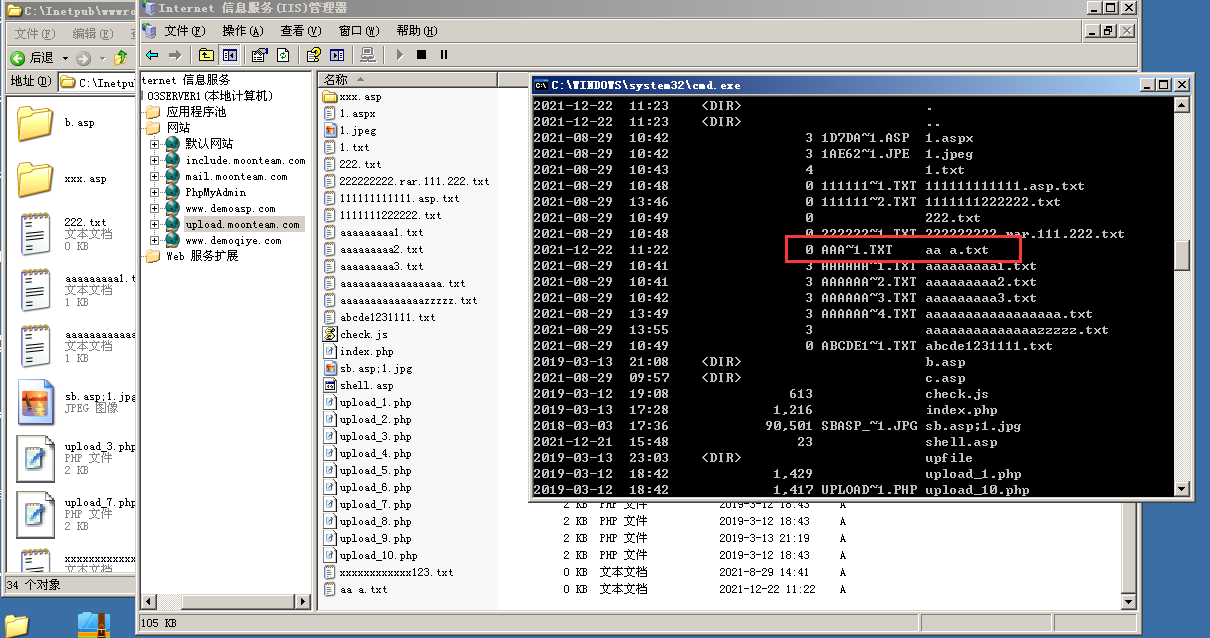 C:\Inetpub\wwwro
文件(F) 编辑(E)
后退
地址(D) C:\Inetpu
b.asp
xxx.asp
222.txt
文本文档
0 KB
aaaaaaaaa1.t
文本文档
1 KB
aaaaaaaaaaa
文本文档
1 KB
sb.asp;1.jpg
JPEG 图像
upload_3.php
PHP 文件
2 KB
upload_7.php
PHP 文件
2 KB
xxxxxxxxxxx
文本文档
34 个对象
Internet 信息服务(IIS)管理器
文件(F) 操作(A) 查看(V) 窗口(W) 帮助(H)
ternet 信息服务
03SERVER1(本地计算机)
应用程序池
网站
默认网站
include.moonteam.com
mail.moonteam.com
PhpMyAdmin
www.demoasp.com
upload.moonteam.com
www.demoqiye.com
Web 服务扩展
名称
xxx.asp
1.aspx
1.jpeg
1.txt
222.txt
222222222.rar.111.222.txt
111111111111.asp.txt
1111111222222.txt
aaaaaaaaa1.txt
aaaaaaaaa2.txt
aaaaaaaaa3.txt
aaaaaaaaaaaaaaaaa.txt
aaaaaaaaaaaaaazzzzz.txt
abcde1231111.txt
check.js
index.php
sb.asp;1.jpg
shell.asp
upload_1.php
upload_2.php
upload_3.php
upload_4.php
upload_5.php
upload_6.php
upload_7.php
upload_8.php
upload_9.php
upload_10.php
xxxxxxxxxxxx123.txt
aa a.txt
2 KB PHP 文件 2019-3-12 18:43 A
2 KB PHP 文件 2019-3-12 18:43 A
2 KB PHP 文件 2019-3-13 21:19 A
2 KB PHP 文件 2019-3-12 18:43 A
0 KB 文本文档 2021-8-29 14:41 A
0 KB 文本文档 2021-12-22 11:22 A
105 KB
C:\WINDOWS\system32\cmd.exe
2021-12-22 11:23 <DIR> .
2021-12-22 11:23 <DIR> ..
2021-08-29 10:42 3 1D7DA~1.ASP 1.aspx
2021-08-29 10:42 3 1AE62~1.JPE 1.jpeg
2021-08-29 10:43 4 1.txt
2021-08-29 10:48 0 111111~1.TXT 111111111111.asp.txt
2021-08-29 13:46 0 111111~2.TXT 1111111222222.txt
2021-08-29 10:49 0 222.txt
2021-08-29 10:48 0 222222~1.TXT 222222222.rar.111.222.txt
2021-12-22 11:22 0 AAA~1.TXT aa a.txt
2021-08-29 10:41 3 AAAAAA~1.TXT aaaaaaaaa1.txt
2021-08-29 10:41 3 AAAAAA~2.TXT aaaaaaaaa2.txt
2021-08-29 10:42 3 AAAAAA~3.TXT aaaaaaaaa3.txt
2021-08-29 13:49 3 AAAAAA~4.TXT aaaaaaaaaaaaaaaaa.txt
2021-08-29 13:55 3 aaaaaaaaaaaaaazzzzz.txt
2021-08-29 10:49 0 ABCDE1~1.TXT abcde1231111.txt
2019-03-13 21:08 <DIR> b.asp
2021-08-29 09:57 <DIR> c.asp
2019-03-12 19:08 613 check.js
2019-03-13 17:28 1,216 index.php
2018-03-03 17:36 90,501 SBASP_~1.JPG sb.asp;1.jpg
2021-12-21 15:48 23 shell.asp
2019-03-13 23:03 <DIR> upfile
2019-03-12 18:42 1,429 upload_1.php
2019-03-12 18:42 1,417 UPLOAD~1.PHP upload_10.php